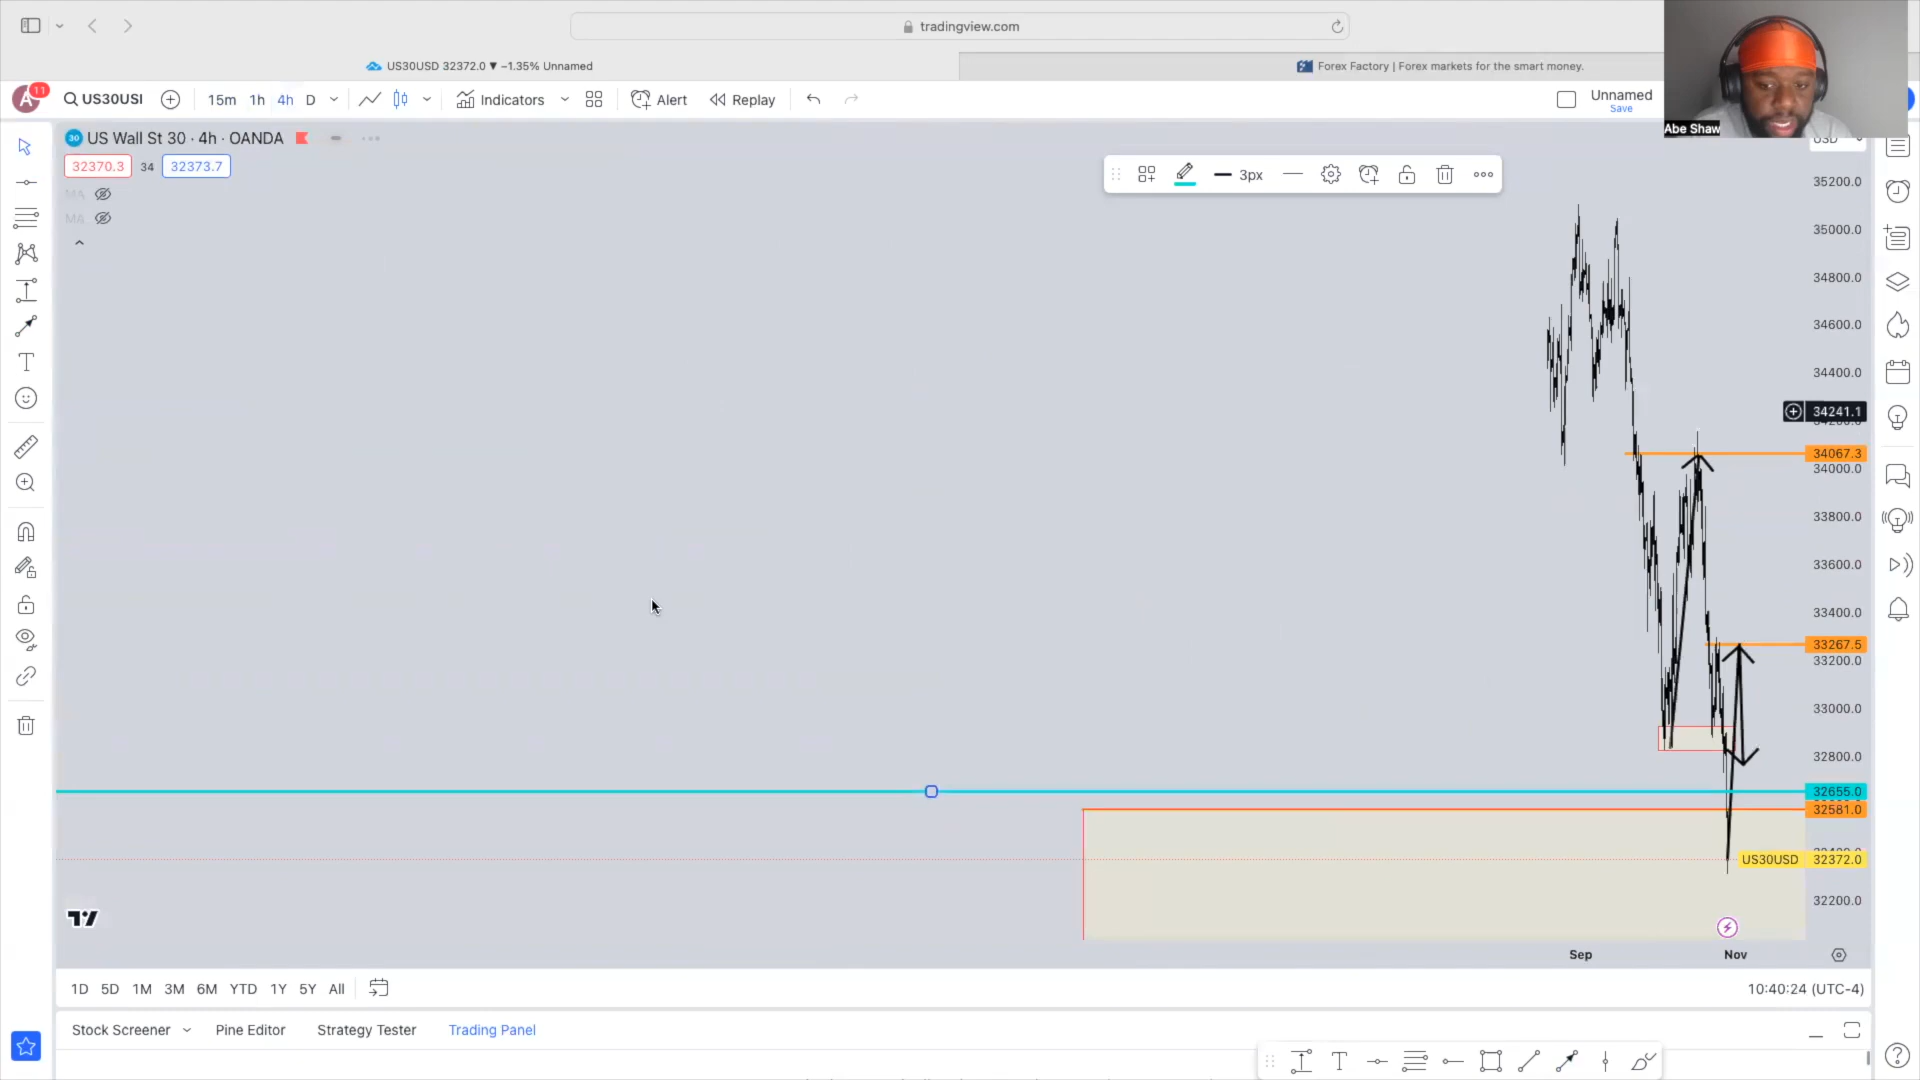 tradingview.com
US30USD 32372.0 ▼ −1.35% Unnamed
Forex Factory | Forex markets for the smart money.
A
11
US30USI
15m 1h 4h D
Indicators
Alert
Replay
Unnamed
Save
Abe Shaw
30 US Wall St 30 · 4h · OANDA
USD
32370.3 34 32373.7
MA
MA
3px
35200.0
35000.0
34800.0
34600.0
34400.0
34241.1
34067.3
34000.0
33800.0
33600.0
33400.0
33267.5
33200.0
33000.0
32800.0
32655.0
32581.0
US30USD 32372.0
32200.0
Sep Nov
1D 5D 1M 3M 6M YTD 1Y 5Y All
10:40:24 (UTC-4)
Stock Screener Pine Editor Strategy Tester Trading Panel